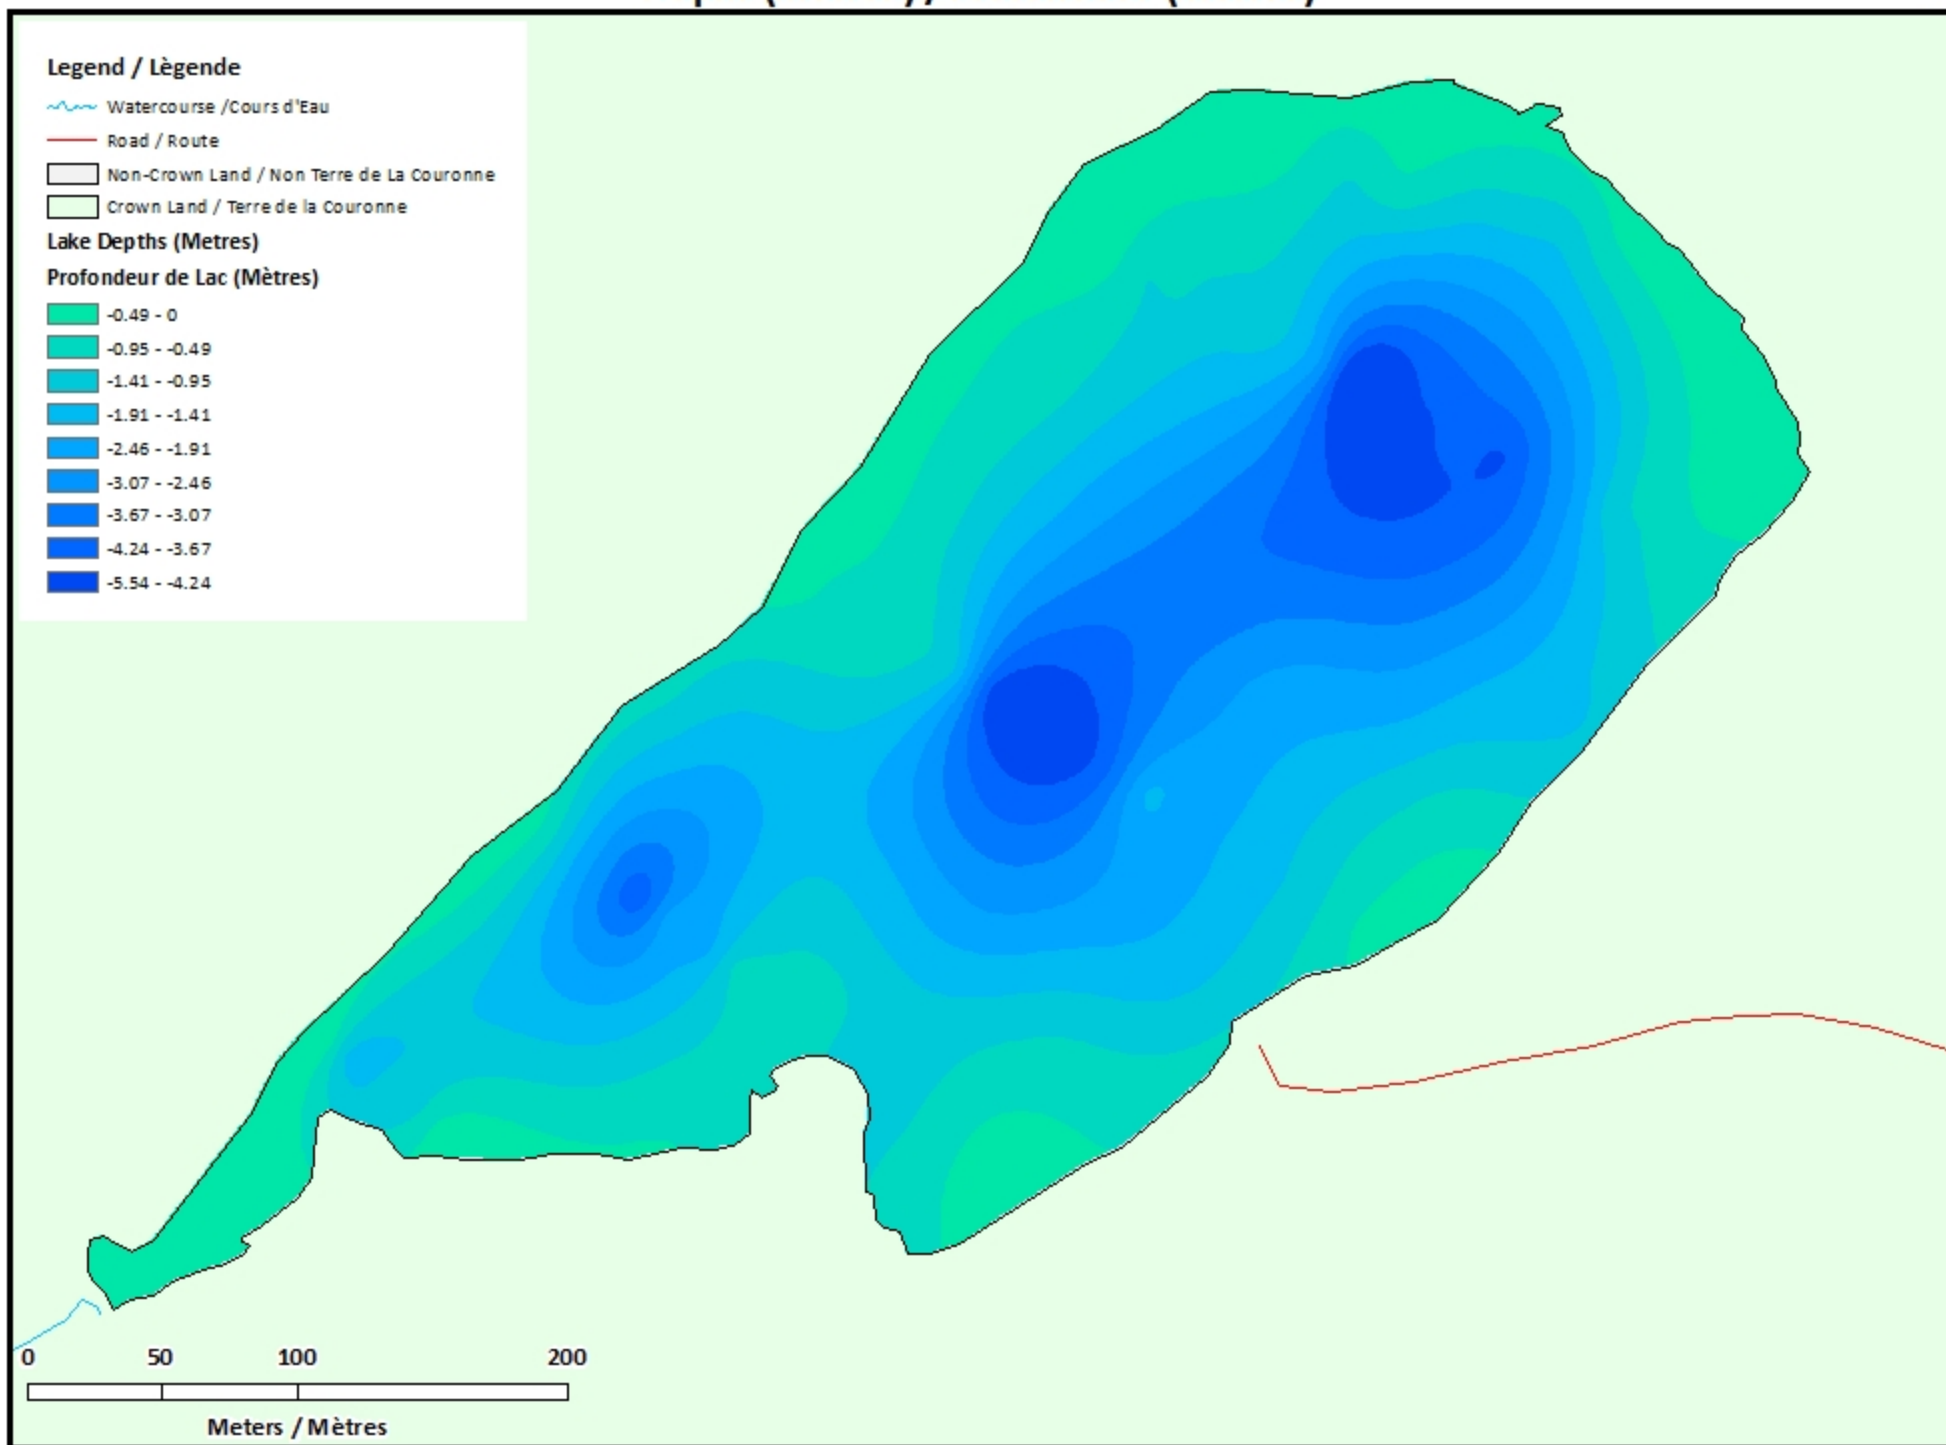 Legend / Lègende
Watercourse /Cours d'Eau
Road / Route
Non-Crown Land / Non Terre de La Couronne
Crown Land / Terre de la Couronne
Lake Depths (Metres)
Profondeur de Lac (Mètres)
-0.49 - 0
-0.95 - -0.49
-1.41 - -0.95
-1.91 - -1.41
-2.46 - -1.91
-3.07 - -2.46
-3.67 - -3.07
-4.24 - -3.67
-5.54 - -4.24
0 50 100 200
Meters / Mètres